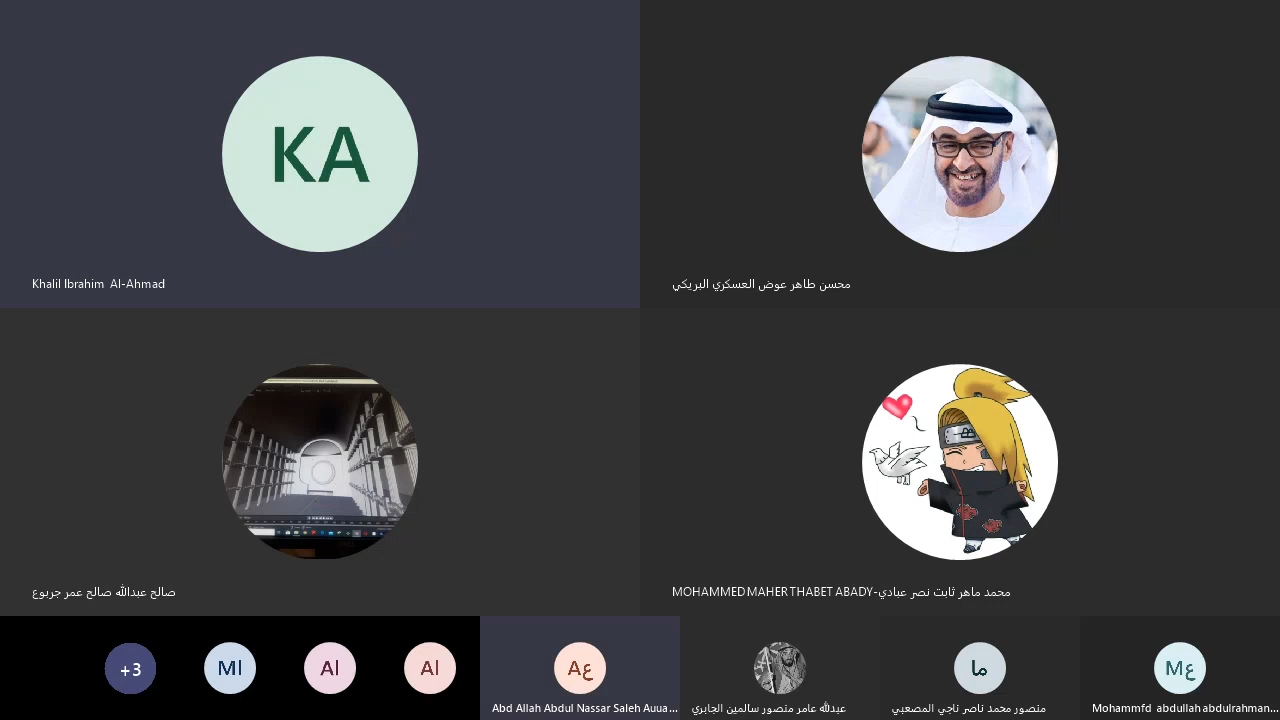 KA
Khalil Ibrahim Al-Ahmad
محسن طاهر عوض العسكري البريكي
صالح عبدالله صالح عمر جربوع
MOHAMMED MAHER THABET ABADY-محمد ماهر ثابت نصر عبادي
+3
MI
AI
AI
Aع
Abd Allah Abdul Nassar Saleh Auua...
عبدالله عامر منصور سالمين الجابري
ما
منصور محمد ناصر ناجي المصعبي
Mع
Mohammfd abdullah abdulrahman...